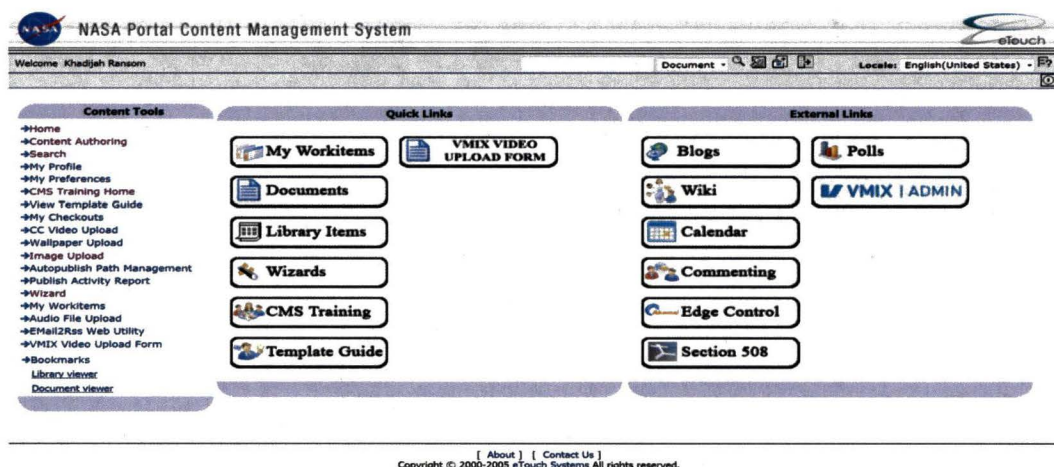 NASA
NASA Portal Content Management System
eTouch
Welcome Khadijah Ransom
Document
Locale: English(United States)
Content Tools
Home
Content Authoring
Search
My Profile
My Preferences
CMS Training Home
View Template Guide
My Checkouts
CC Video Upload
Wallpaper Upload
Image Upload
Autopublish Path Management
Publish Activity Report
Wizard
My Workitems
Audio File Upload
EMail2Rss Web Utility
VMIX Video Upload Form
Bookmarks
Library viewer
Document viewer
Quick Links
My Workitems
VMIX VIDEO
UPLOAD FORM
Documents
Library Items
Wizards
CMS Training
Template Guide
External Links
Blogs
Polls
Wiki
VMIX | ADMIN
Calendar
Commenting
Edge Control
Section 508
[ About ] [ Contact Us ]
Copyright © 2000-2005 eTouch Systems All rights reserved.